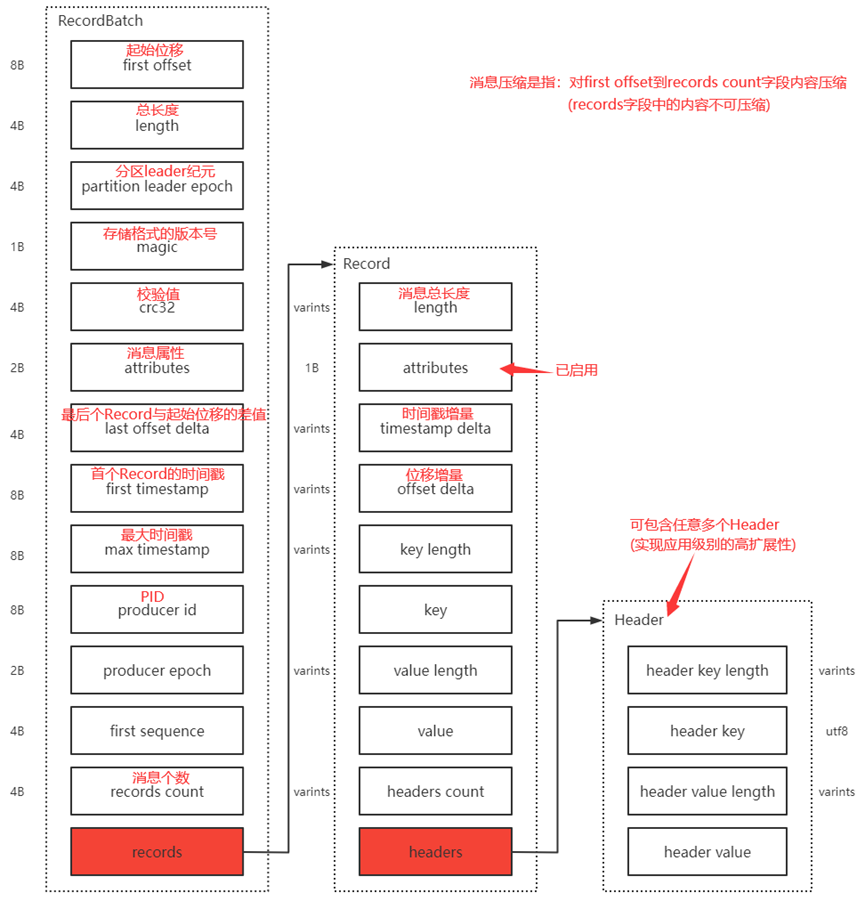 RecordBatch
8B
起始位移
first offset
4B
总长度
length
4B
分区leader纪元
partition leader epoch
1B
存储格式的版本号
magic
4B
校验值
crc32
2B
消息属性
attributes
4B
最后个Record与起始位移的差值
last offset delta
8B
首个Record的时间戳
first timestamp
8B
最大时间戳
max timestamp
8B
PID
producer id
2B
producer epoch
4B
first sequence
4B
消息个数
records count
records
消息压缩是指：对first offset到records count字段内容压缩
(records字段中的内容不可压缩)
Record
varints
消息总长度
length
1B
attributes
已启用
varints
时间戳增量
timestamp delta
varints
位移增量
offset delta
varints
key length
key
varints
value length
value
varints
headers count
headers
可包含任意多个Header
(实现应用级别的高扩展性)
Header
header key length
varints
header key
utf8
header value length
varints
header value